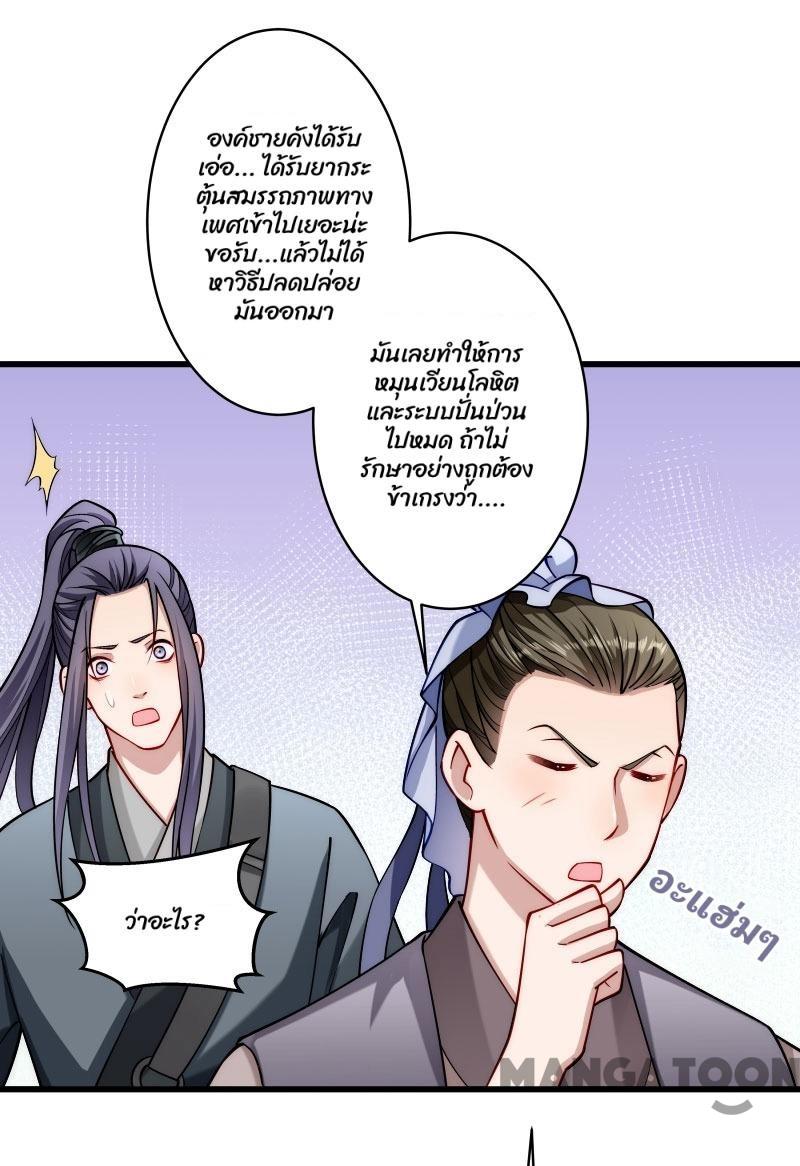 องค์ชายคังได้รับ
เอ่อ... ได้รับยากระ
ตุ้นสมรรถภาพทาง
เพศเข้าไปเยอะน่ะ
ขอรับ...แล้วไม่ได้
หาวิธีปลดปล่อย
มันออกมา
มันเลยทำให้การ
หมุนเวียนโลหิต
และระบบปั่นป่วน
ไปหมด ถ้าไม่
รักษาอย่างถูกต้อง
ข้าเกรงว่า....
ว่าอะไร?
อะแฮ่มๆ
MANGATOON